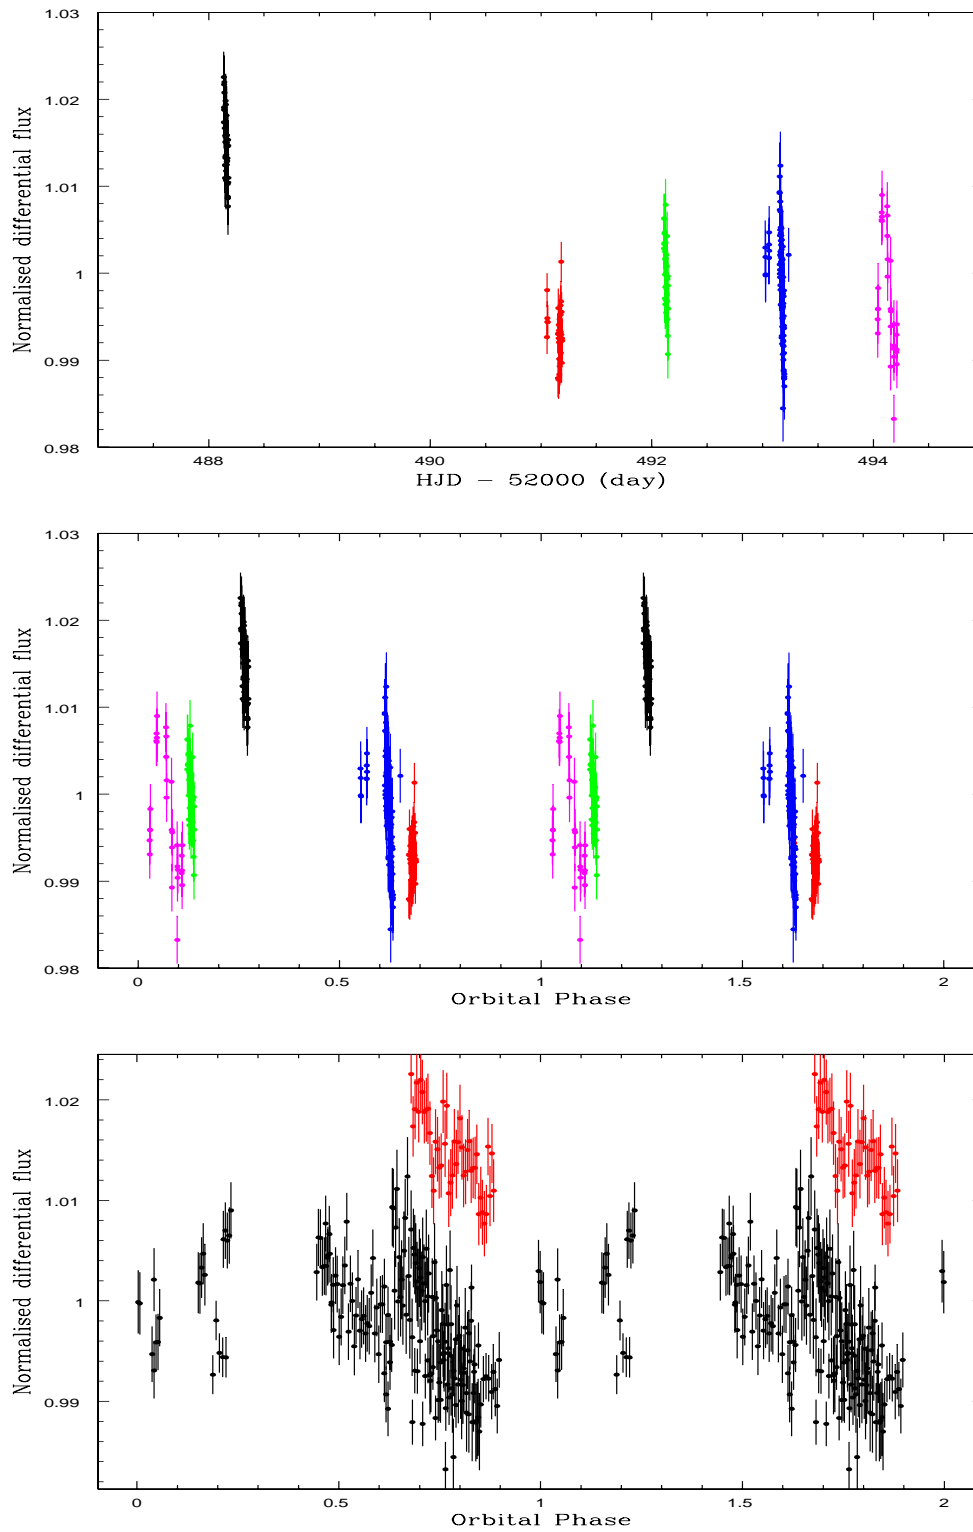 1.03
1.02
1.01
1
0.99
0.98
Normalised differential flux
488 490 492 494
HJD − 52000 (day)
1.03
1.02
1.01
1
0.99
0.98
Normalised differential flux
0 0.5 1 1.5 2
Orbital Phase
1.02
1.01
1
0.99
Normalised differential flux
0 0.5 1 1.5 2
Orbital Phase